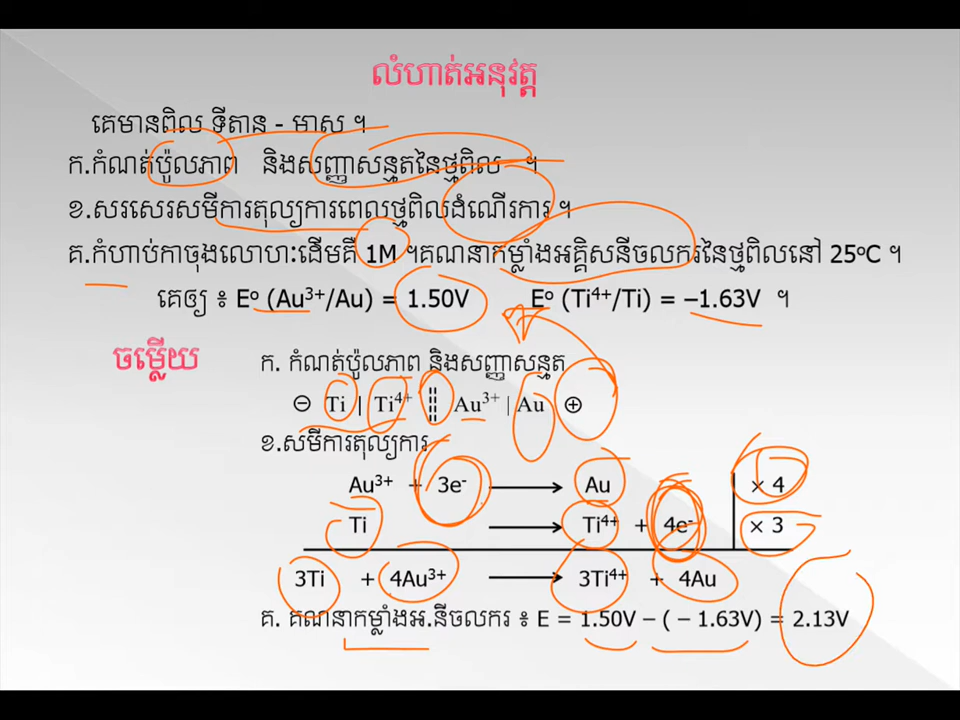 លំហាត់អនុវត្ត
គេមានពិល ទីតាន - មាស ។
ក.កំណត់ប៉ូលភាព និងសញ្ញាសន្មតនៃថ្មពិល ។
ខ.សរសេរសមីការតុល្យការពេលថ្មពិលដំណើរការ ។
គ.កំហាប់កាចុងលោហៈដើមគឺ 1M ។គណនាកម្លាំងអគ្គិសនីចលករនៃថ្មពិលនៅ 25°C ។
គេឲ្យ ៖ E° (Au³⁺/Au) = 1.50V E° (Ti⁴⁺/Ti) = –1.63V ។
ចម្លើយ
ក. កំណត់ប៉ូលភាព និងសញ្ញាសន្មត
⊖ Ti | Ti⁴⁺ ¦¦ Au³⁺ | Au ⊕
ខ.សមីការតុល្យការ
Au³⁺ + 3e⁻ ⟶ Au × 4
Ti ⟶ Ti⁴⁺ + 4e⁻ × 3
3Ti + 4Au³⁺ ⟶ 3Ti⁴⁺ + 4Au
គ. គណនាកម្លាំងអ.នីចលករ ៖ E = 1.50V – ( – 1.63V) = 2.13V